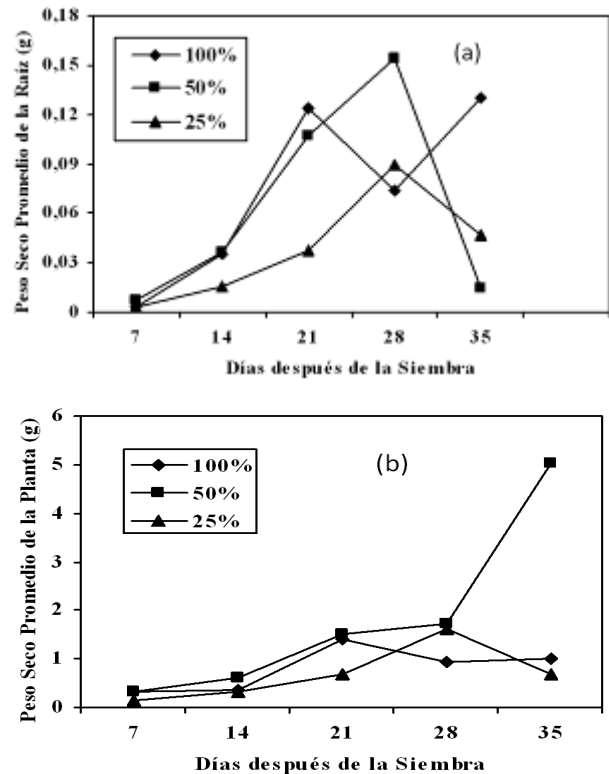 Peso Seco Promedio de la Raíz (g)
0,18
0,15
0,12
0,09
0,06
0,03
0
100%
50%
25%
(a)
7 14 21 28 35
Días después de la Siembra
Peso Seco Promedio de la Planta (g)
6
5
4
3
2
1
0
100%
50%
25%
(b)
7 14 21 28 35
Días después de la Siembra